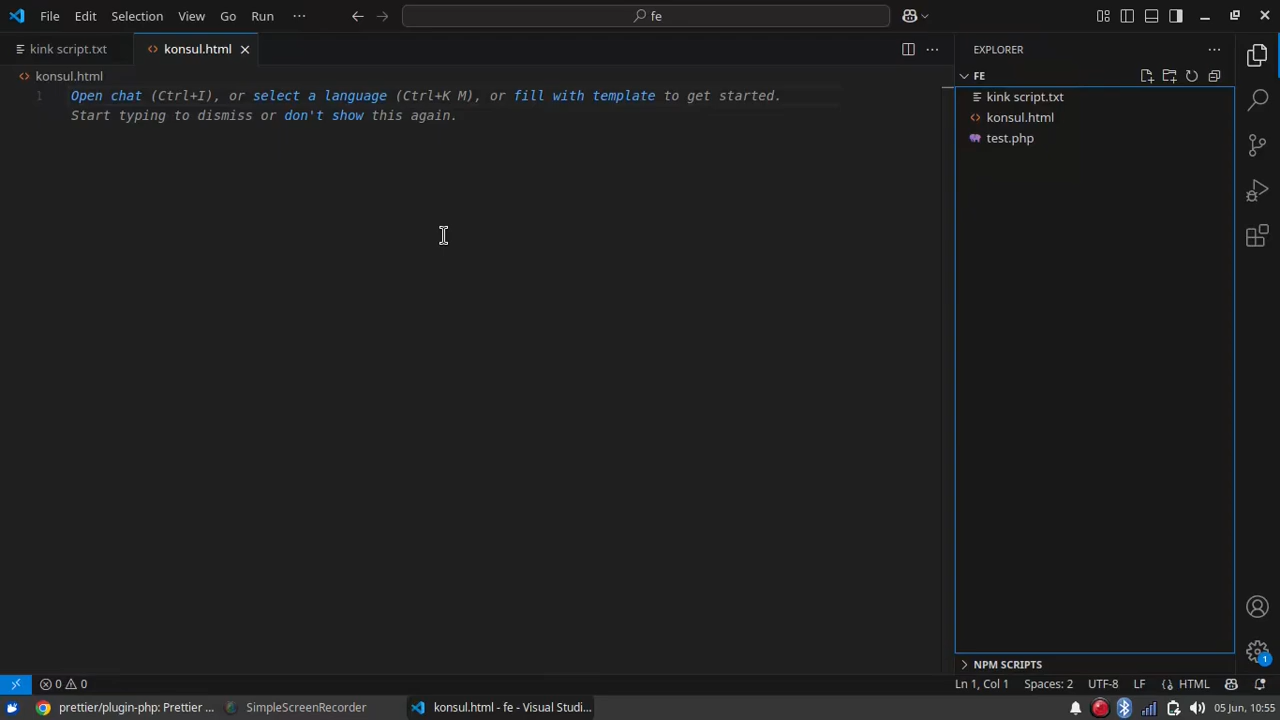 File Edit Selection View Go Run ··· fe
kink script.txt konsul.html
konsul.html
1 Open chat (Ctrl+I), or select a language (Ctrl+K M), or fill with template to get started.
Start typing to dismiss or don't show this again.
EXPLORER
FE
kink script.txt
konsul.html
test.php
NPM SCRIPTS
1
0 0 Ln 1, Col 1 Spaces: 2 UTF-8 LF HTML
prettier/plugin-php: Prettier ... SimpleScreenRecorder konsul.html - fe - Visual Studi... 05 Jun, 10:55